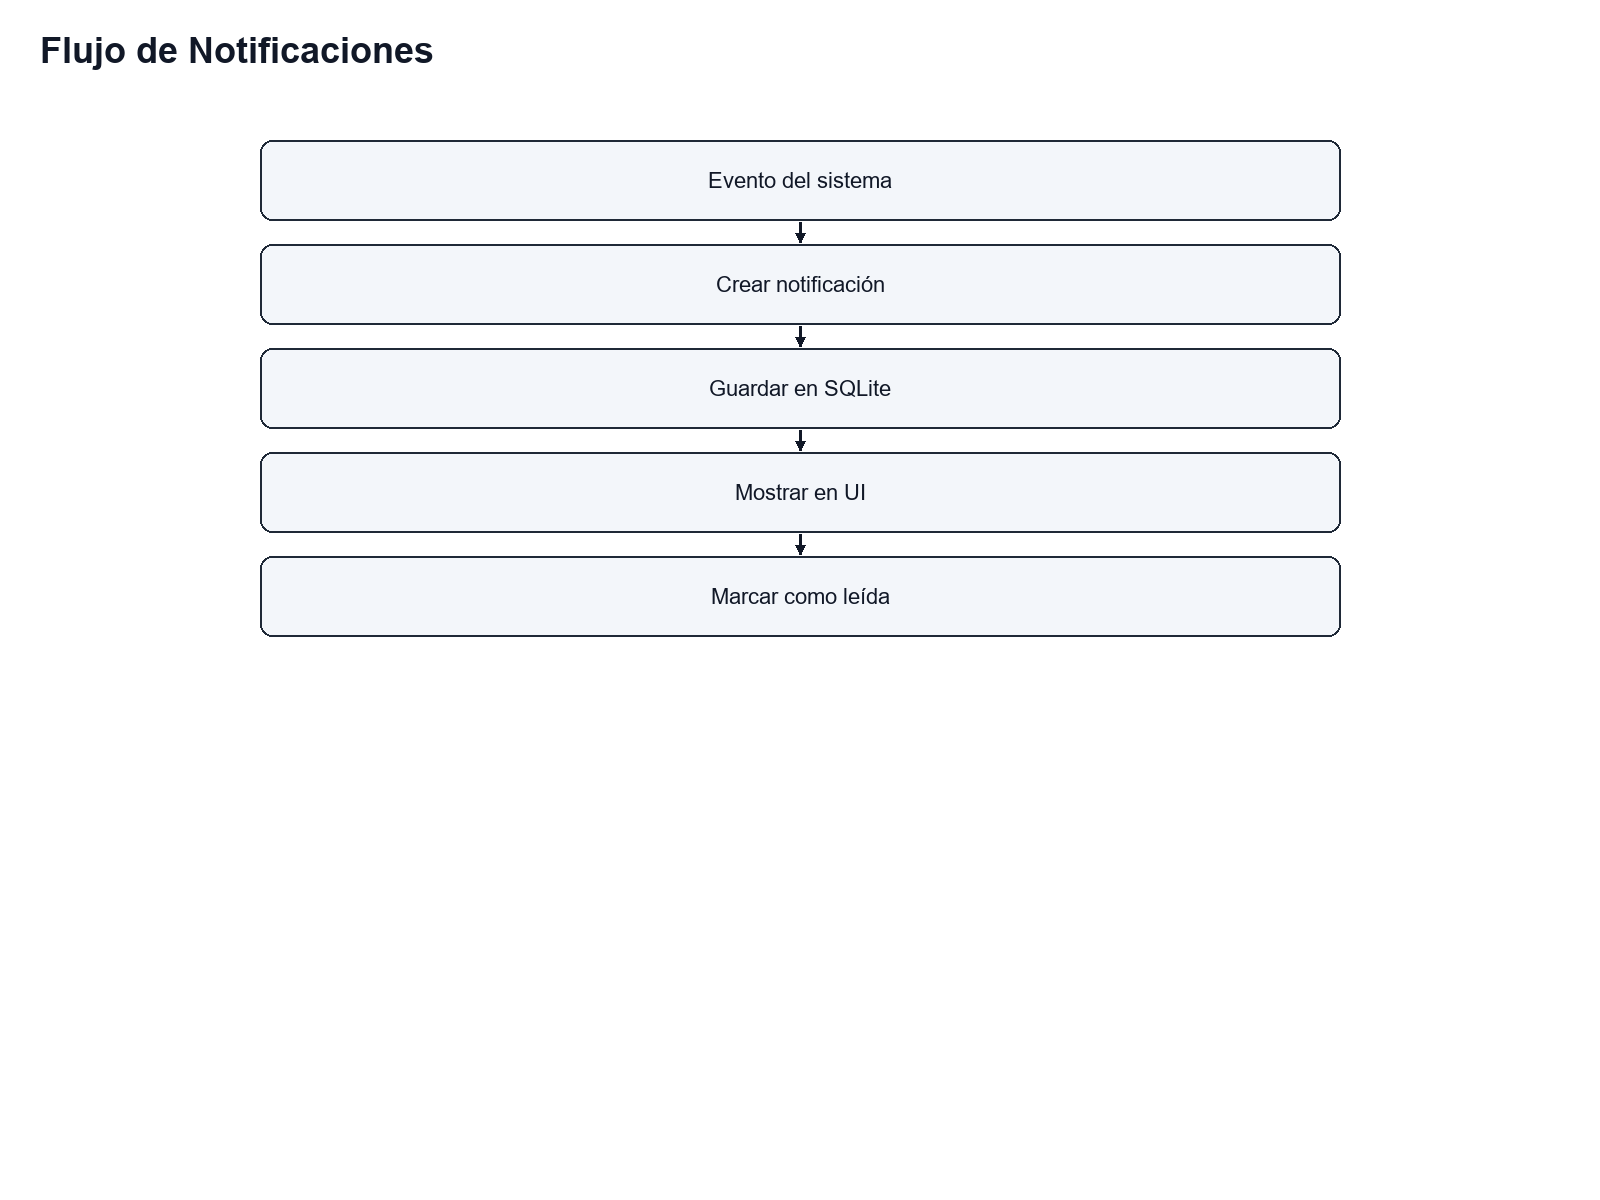 Flujo de Notificaciones
Evento del sistema
Crear notificación
Guardar en SQLite
Mostrar en UI
Marcar como leída